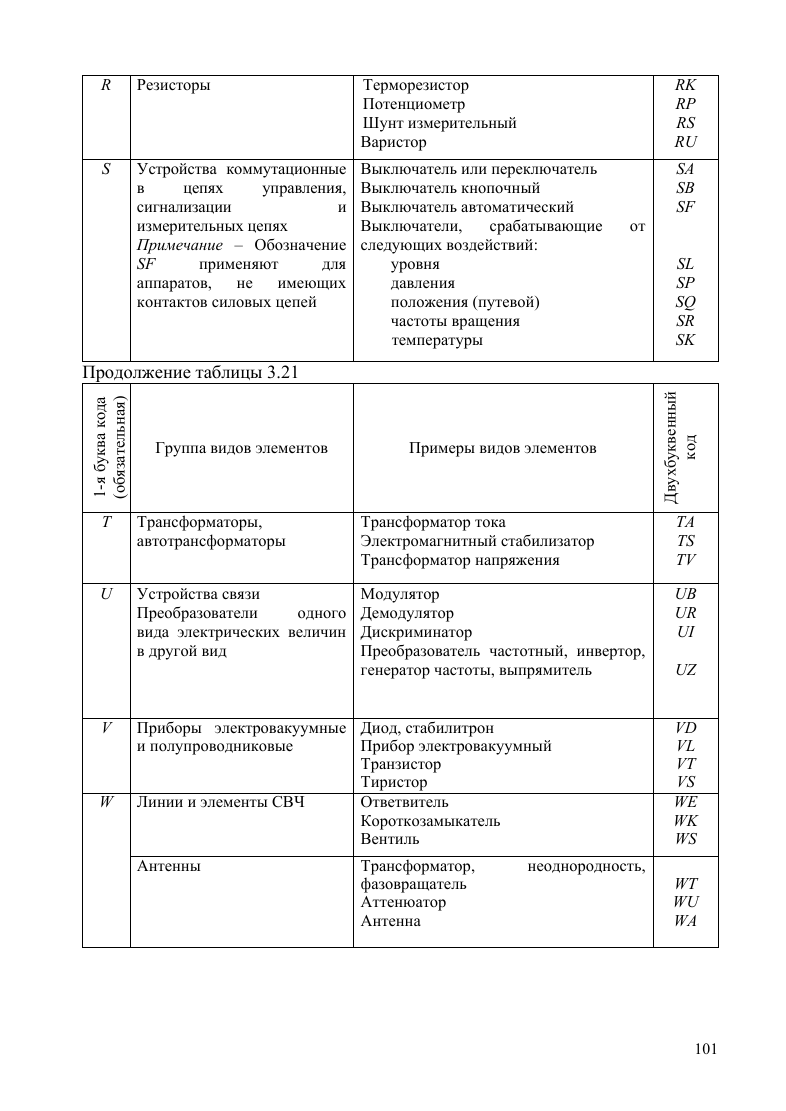 R Резисторы Терморезистор RK
Потенциометр RP
Шунт измерительный RS
Варистор RU
S Устройства коммутационные Выключатель или переключатель SA
в цепях управления, Выключатель кнопочный SB
сигнализации и Выключатель автоматический SF
измерительных цепях Выключатели, срабатывающие от
Примечание – Обозначение следующих воздействий:
SF применяют для уровня SL
аппаратов, не имеющих давления SP
контактов силовых цепей положения (путевой) SQ
частоты вращения SR
температуры SK
Продолжение таблицы 3.21
1-я буква кода
(обязательная)
Группа видов элементов
Примеры видов элементов
Двухбуквенный
код
T Трансформаторы, Трансформатор тока TA
автотрансформаторы Электромагнитный стабилизатор TS
Трансформатор напряжения TV
U Устройства связи Модулятор UB
Преобразователи одного Демодулятор UR
вида электрических величин Дискриминатор UI
в другой вид Преобразователь частотный, инвертор,
генератор частоты, выпрямитель UZ
V Приборы электровакуумные Диод, стабилитрон VD
и полупроводниковые Прибор электровакуумный VL
Транзистор VT
Тиристор VS
W Линии и элементы СВЧ Ответвитель WE
Короткозамыкатель WK
Вентиль WS
Антенны Трансформатор, неоднородность,
фазовращатель WT
Аттенюатор WU
Антенна WA
101